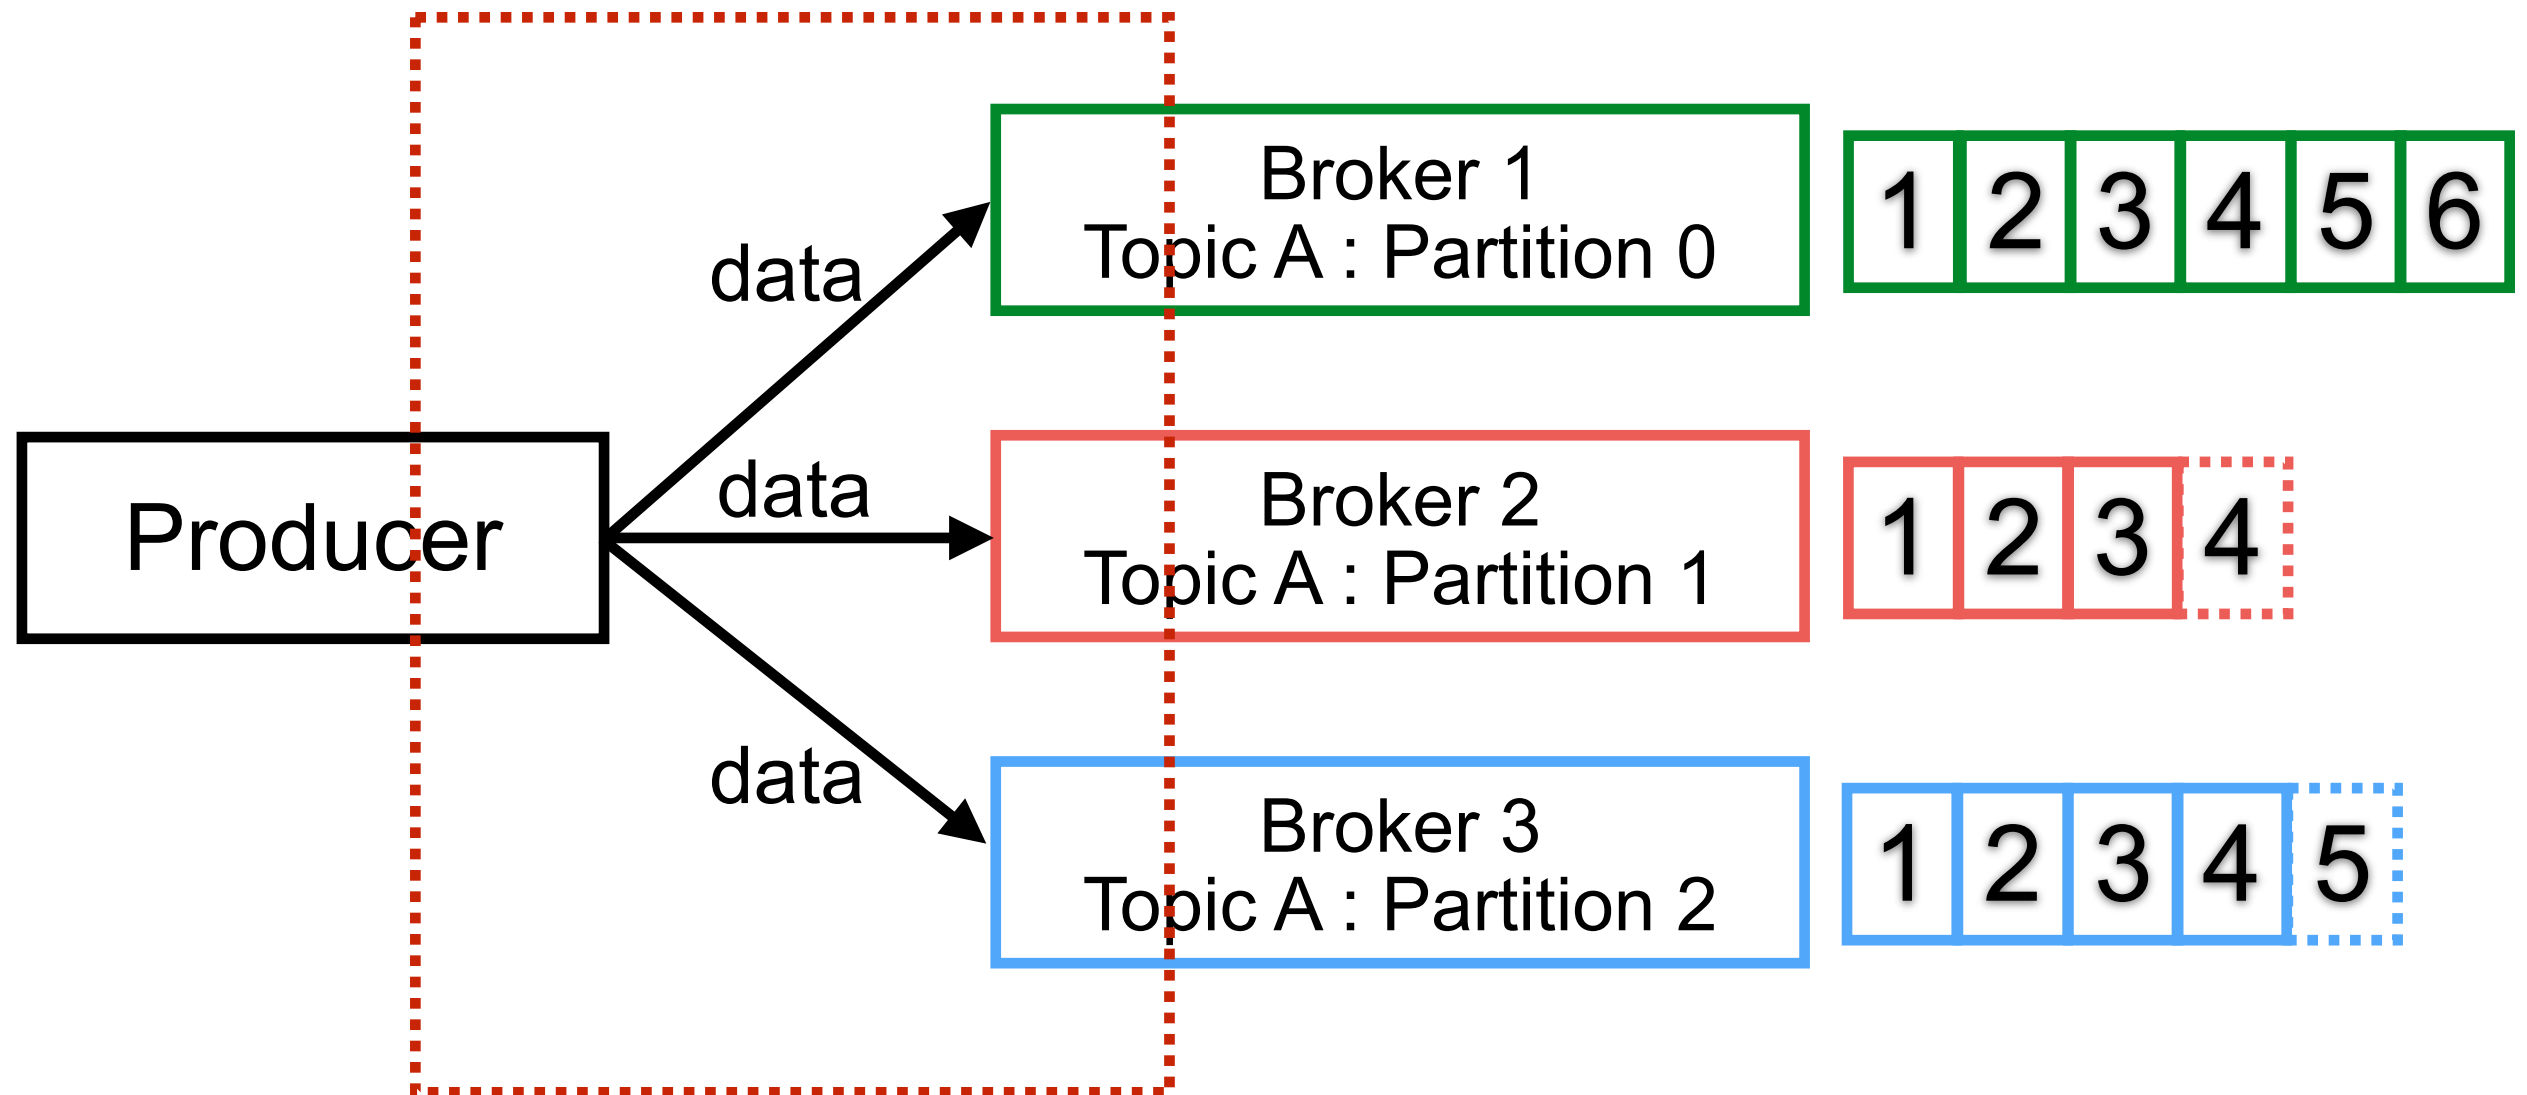 Producer
data
data
data
Broker 1
Topic A : Partition 0
1 2 3 4 5 6
Broker 2
Topic A : Partition 1
1 2 3 4
Broker 3
Topic A : Partition 2
1 2 3 4 5